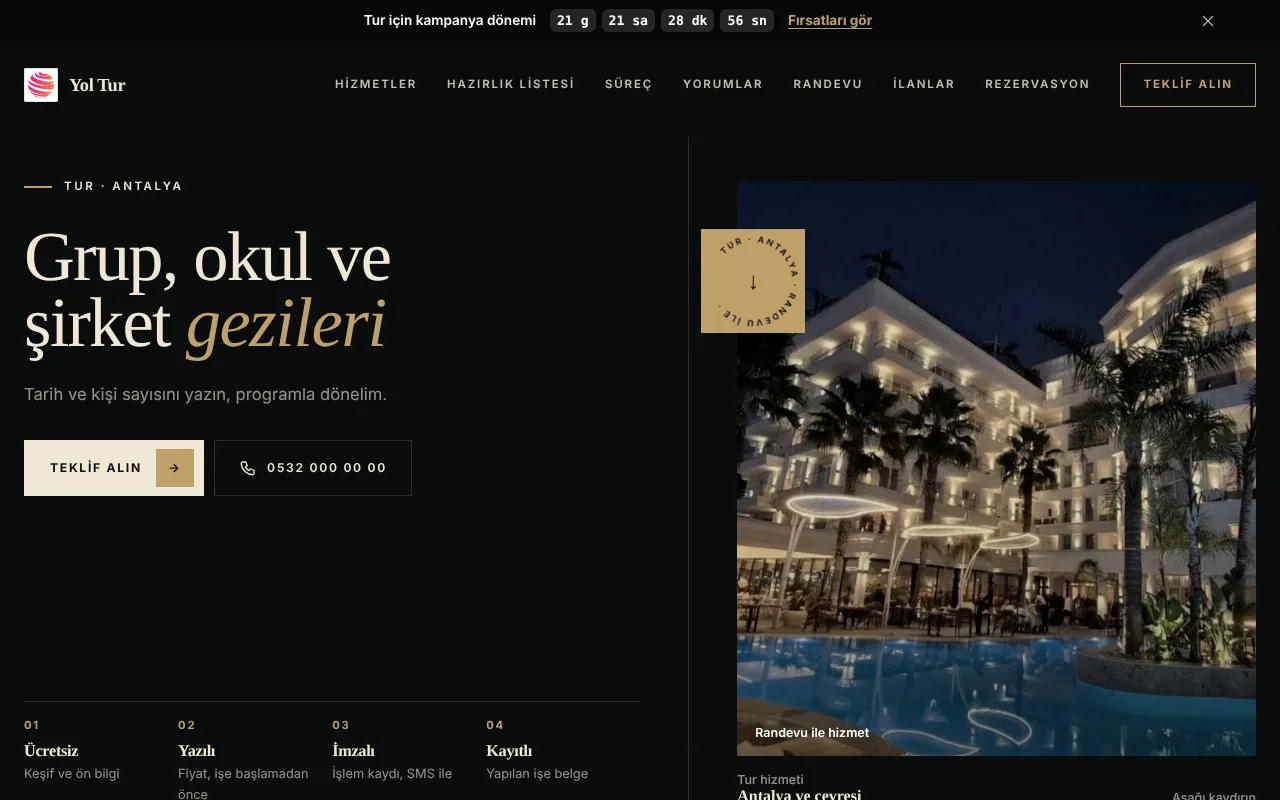 Tur için kampanya dönemi 21 g 21 sa 28 dk 56 sn Fırsatları gör
Yol Tur
HİZMETLER HAZIRLIK LİSTESİ SÜREÇ YORUMLAR RANDEVU İLANLAR REZERVASYON TEKLİF ALIN
TUR · ANTALYA
Grup, okul ve
şirket gezileri
Tarih ve kişi sayısını yazın, programla dönelim.
TEKLİF ALIN → 0532 000 00 00
TUR · ANTALYA · RANDEVU İLE ·
↓
Randevu ile hizmet
01 02 03 04
Ücretsiz Yazılı İmzalı Kayıtlı
Keşif ve ön bilgi Fiyat, işe başlamadan İşlem kaydı, SMS ile Yapılan işe belge
önce
Tur hizmeti
Antalya ve çevresi Aşağı kaydırın